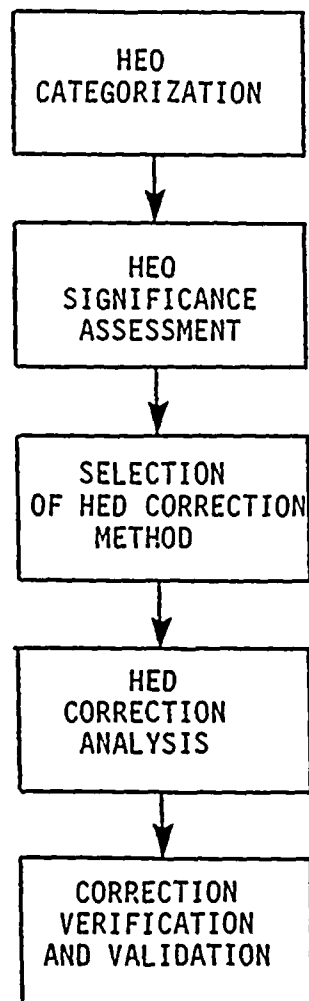 HEO
CATEGORIZATION
HEO
SIGNIFICANCE
ASSESSMENT
SELECTION
OF HED CORRECTION
METHOD
HED
CORRECTION
ANALYSIS
CORRECTION
VERIFICATION
AND VALIDATION